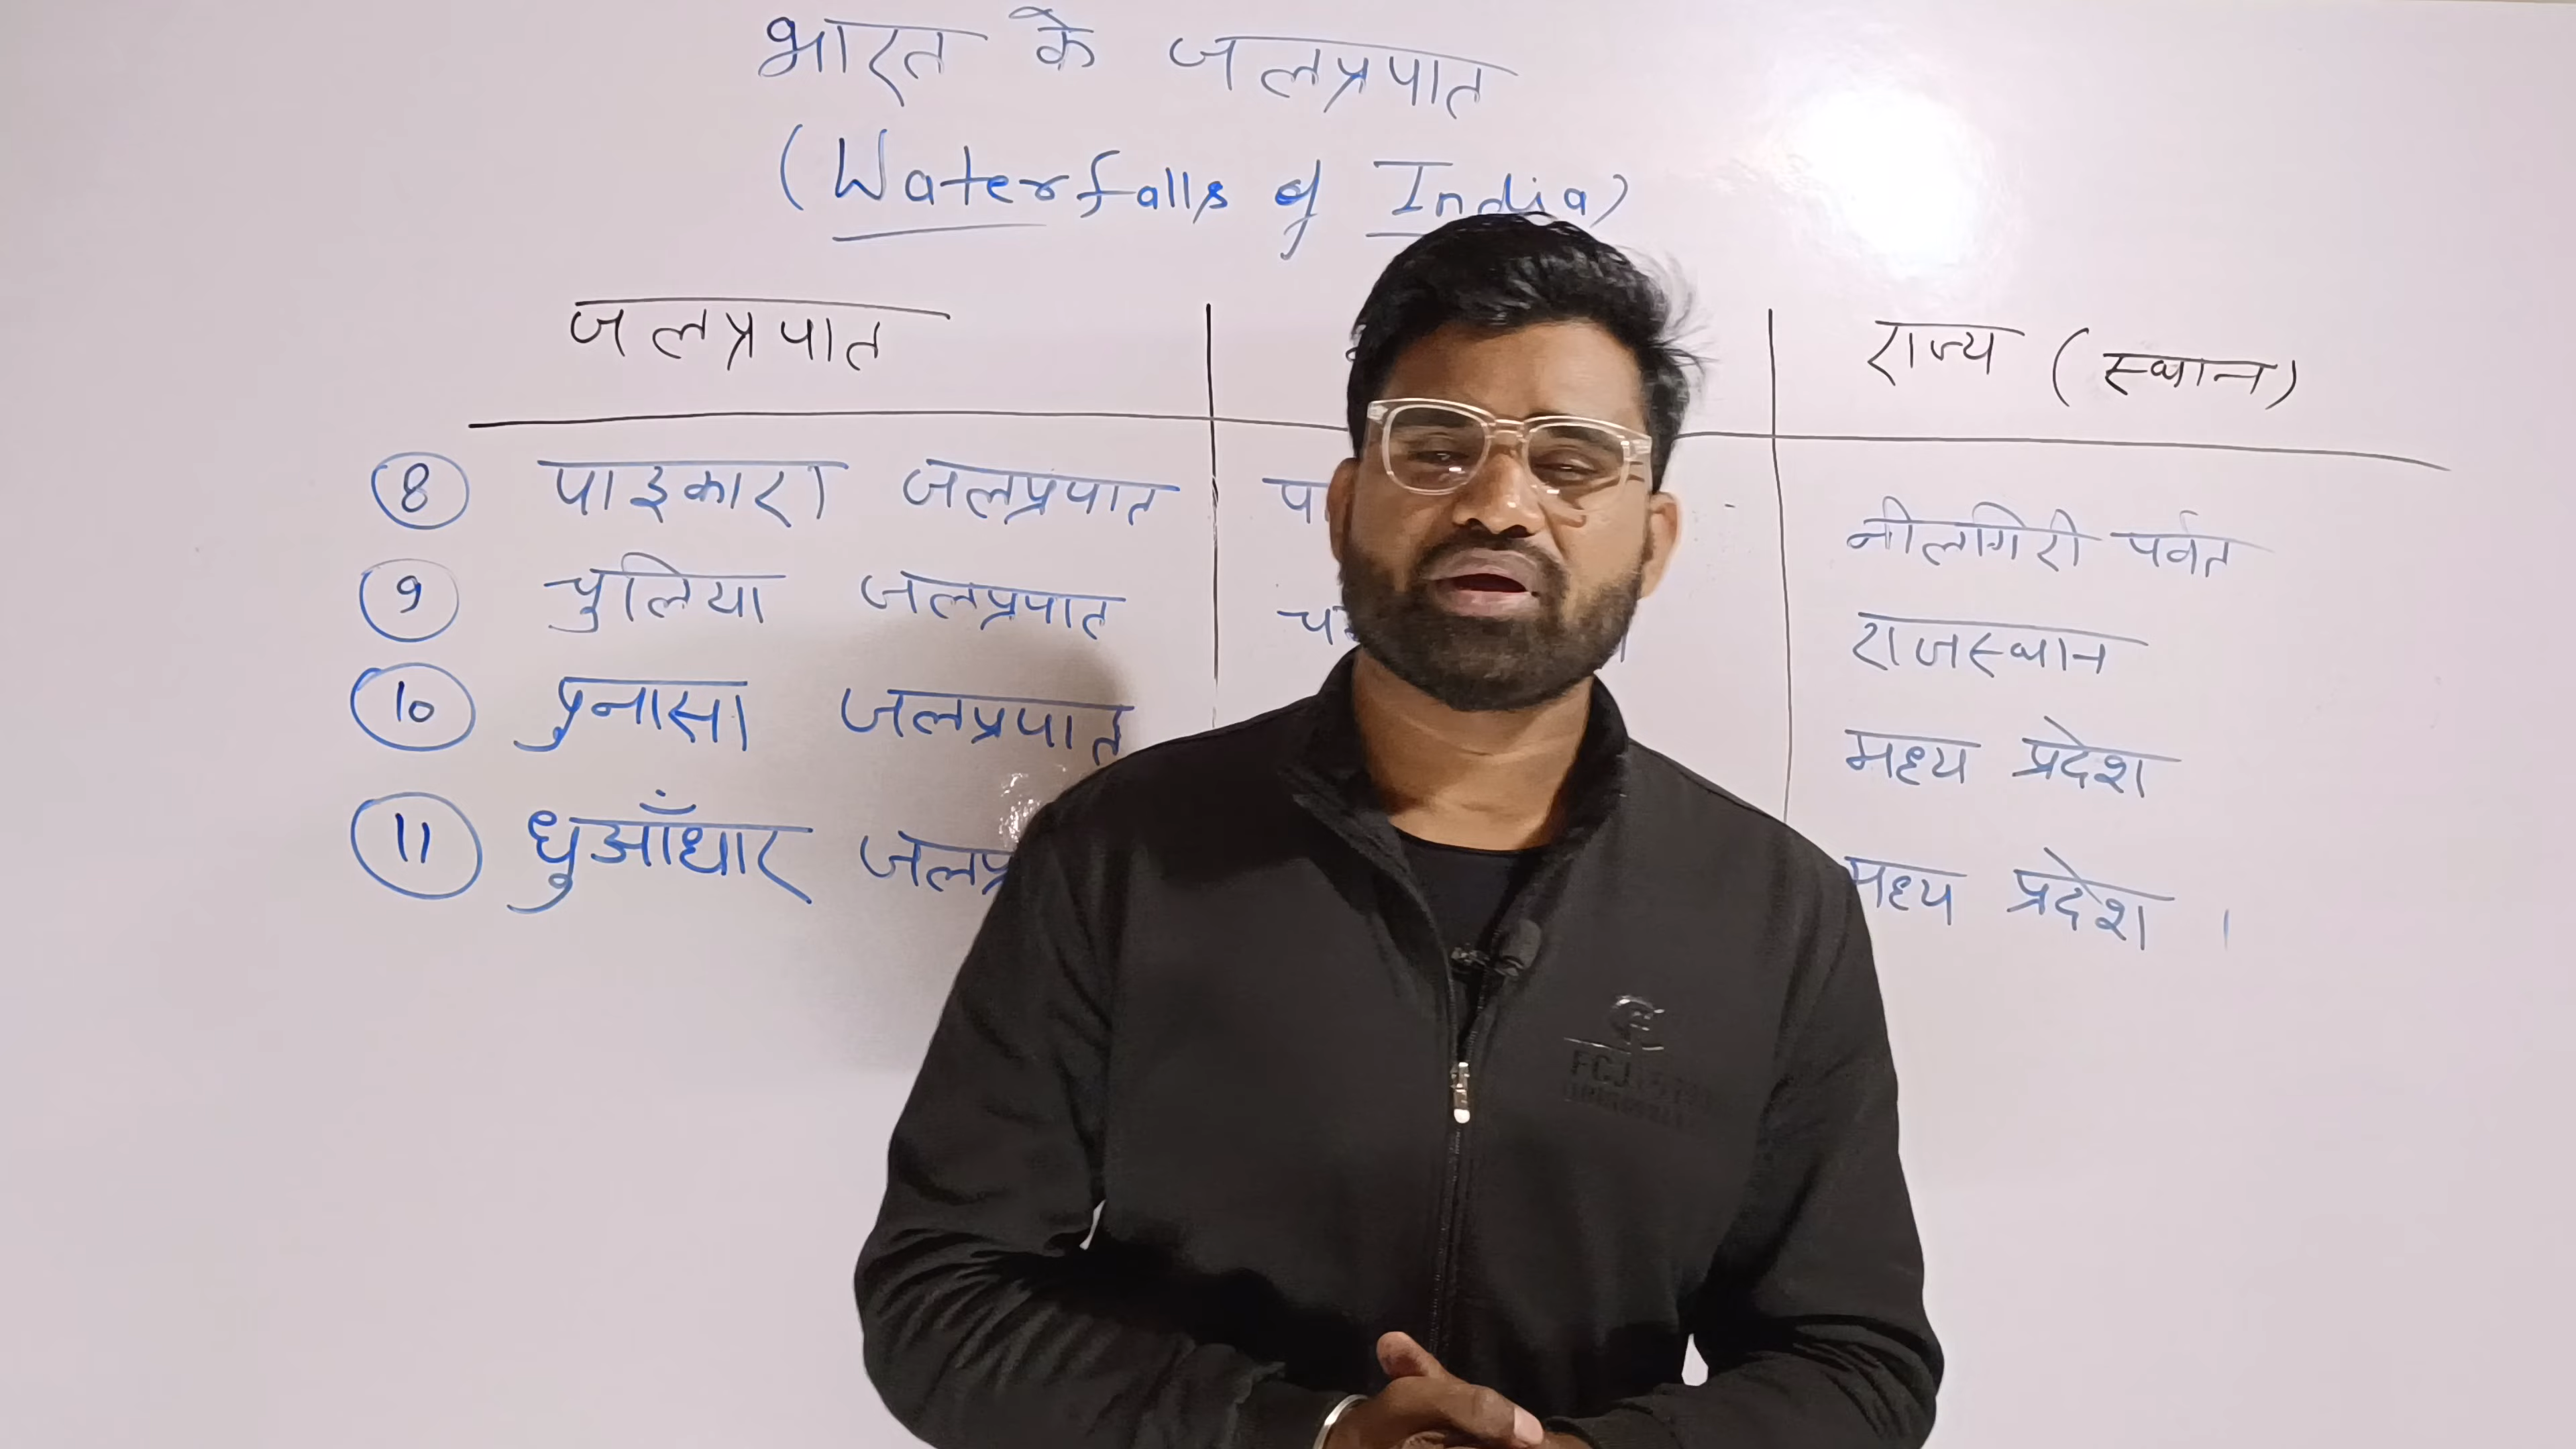 भारत के जलप्रपात
(Waterfalls of India)
जलप्रपात राज्य (स्थान)
8 पाइकारा जलप्रपात नीलगिरी पर्वत
9 चुलिया जलप्रपात राजस्थान
10 पुनासा जलप्रपात मध्य प्रदेश
11 धुआँधार मध्य प्रदेश ।